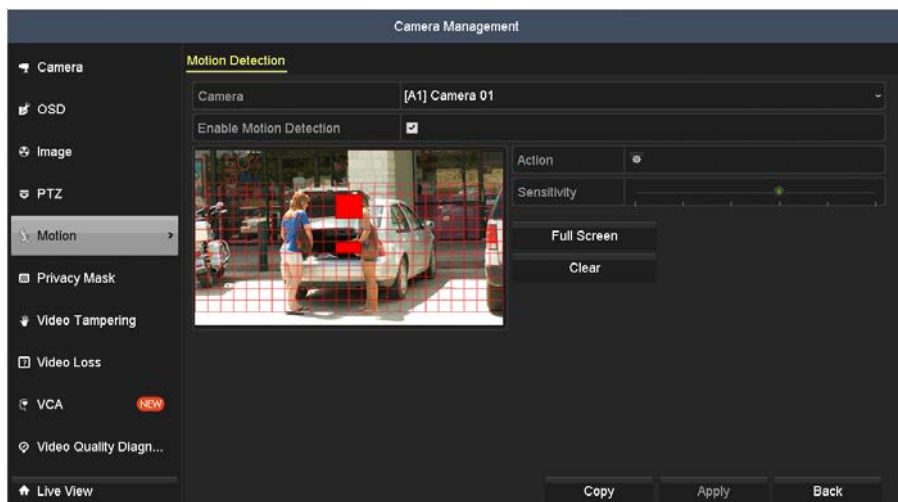 Camera Management
Camera
OSD
Image
PTZ
Motion
Privacy Mask
Video Tampering
Video Loss
VCA NEW
Video Quality Diagn...
Live View
Motion Detection
Camera [A1] Camera 01
Enable Motion Detection
Action
Sensitivity
Full Screen
Clear
Copy Apply Back